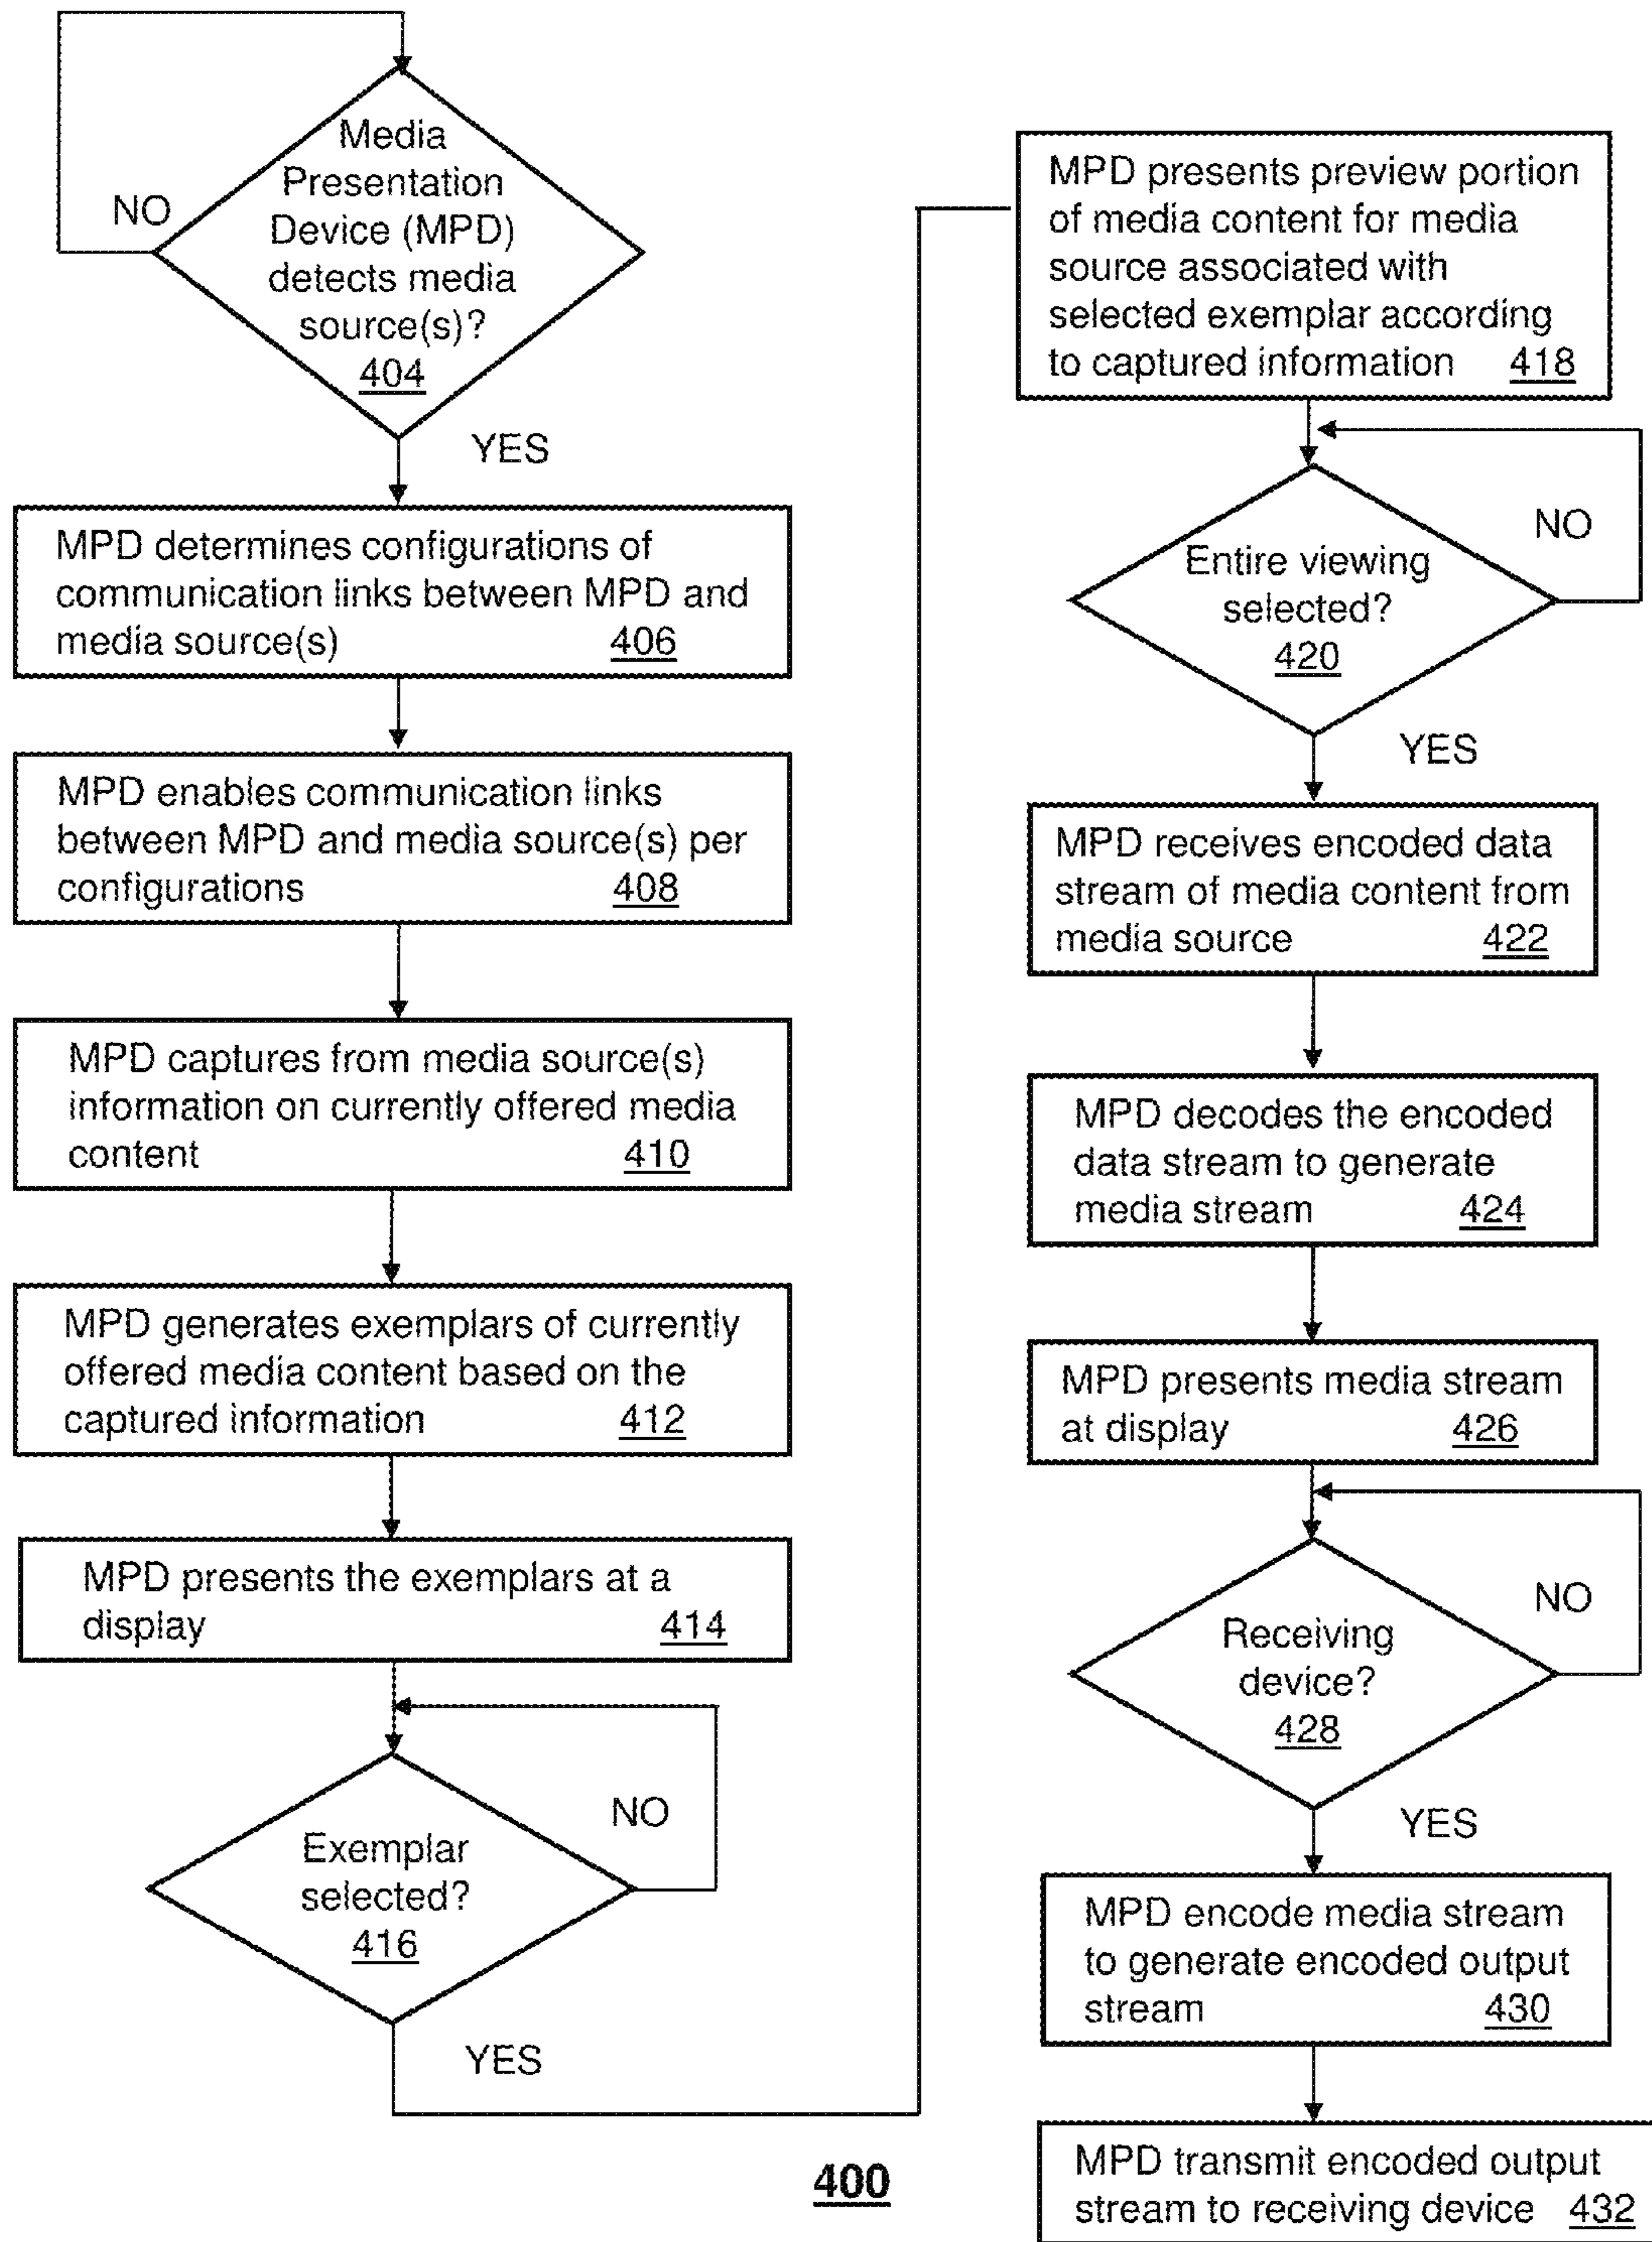 Media
Presentation
Device (MPD)
detects media
source(s)?
404
NO
YES
MPD determines configurations of
communication links between MPD and
media source(s) 406
MPD enables communication links
between MPD and media source(s) per
configurations 408
MPD captures from media source(s)
information on currently offered media
content 410
MPD generates exemplars of currently
offered media content based on the
captured information 412
MPD presents the exemplars at a
display 414
Exemplar
selected?
416
NO
YES
MPD presents preview portion
of media content for media
source associated with
selected exemplar according
to captured information 418
Entire viewing
selected?
420
NO
YES
MPD receives encoded data
stream of media content from
media source 422
MPD decodes the encoded
data stream to generate
media stream 424
MPD presents media stream
at display 426
Receiving
device?
428
NO
YES
MPD encode media stream
to generate encoded output
stream 430
MPD transmit encoded output
stream to receiving device 432
400